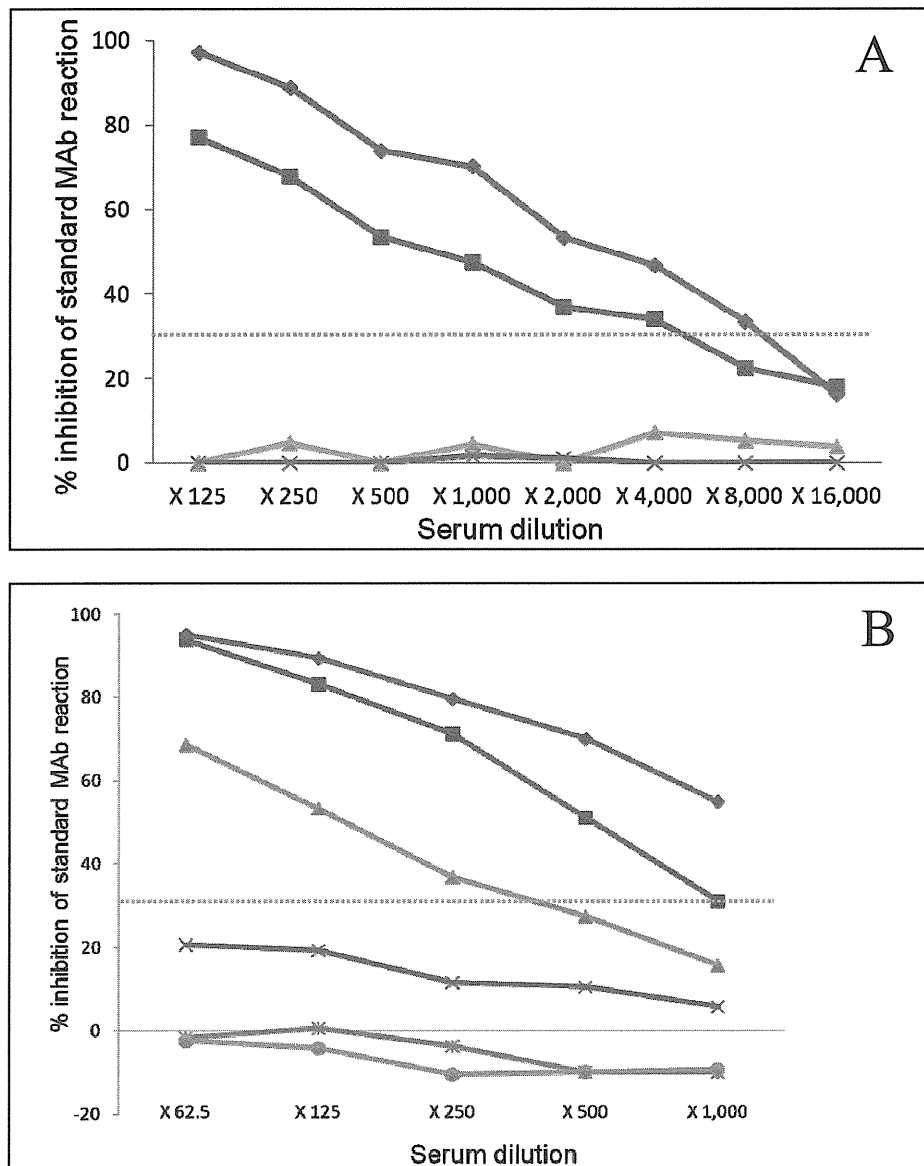 A
% inhibition of standard MAb reaction
100
80
60
40
20
0
X 125 X 250 X 500 X 1,000 X 2,000 X 4,000 X 8,000 X 16,000
Serum dilution
B
% inhibition of standard MAb reaction
100
80
60
40
20
0
-20
X 62.5 X 125 X 250 X 500 X 1,000
Serum dilution